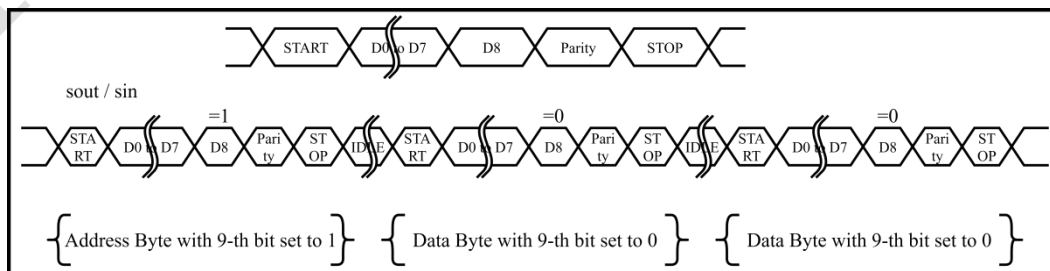 START D0 to D7 D8 Parity STOP
sout / sin
=1 =0 =0
STA RT D0 to D7 D8 Pari ty ST OP IDLE STA RT D0 to D7 D8 Pari ty ST OP IDLE STA RT D0 to D7 D8 Pari ty ST OP
Address Byte with 9-th bit set to 1 Data Byte with 9-th bit set to 0 Data Byte with 9-th bit set to 0